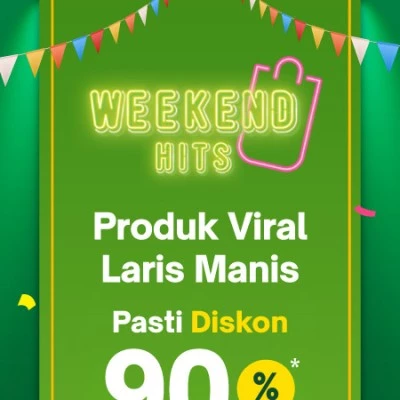 WEEKEND
HITS
Produk Viral
Laris Manis
Pasti Diskon
90%*